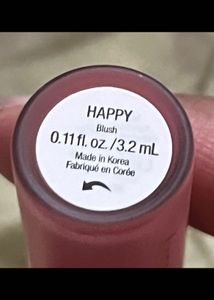 HAPPY
Blush
0.11 fl. oz. /3.2 mL
Made in Korea
Fabriqué en Corée